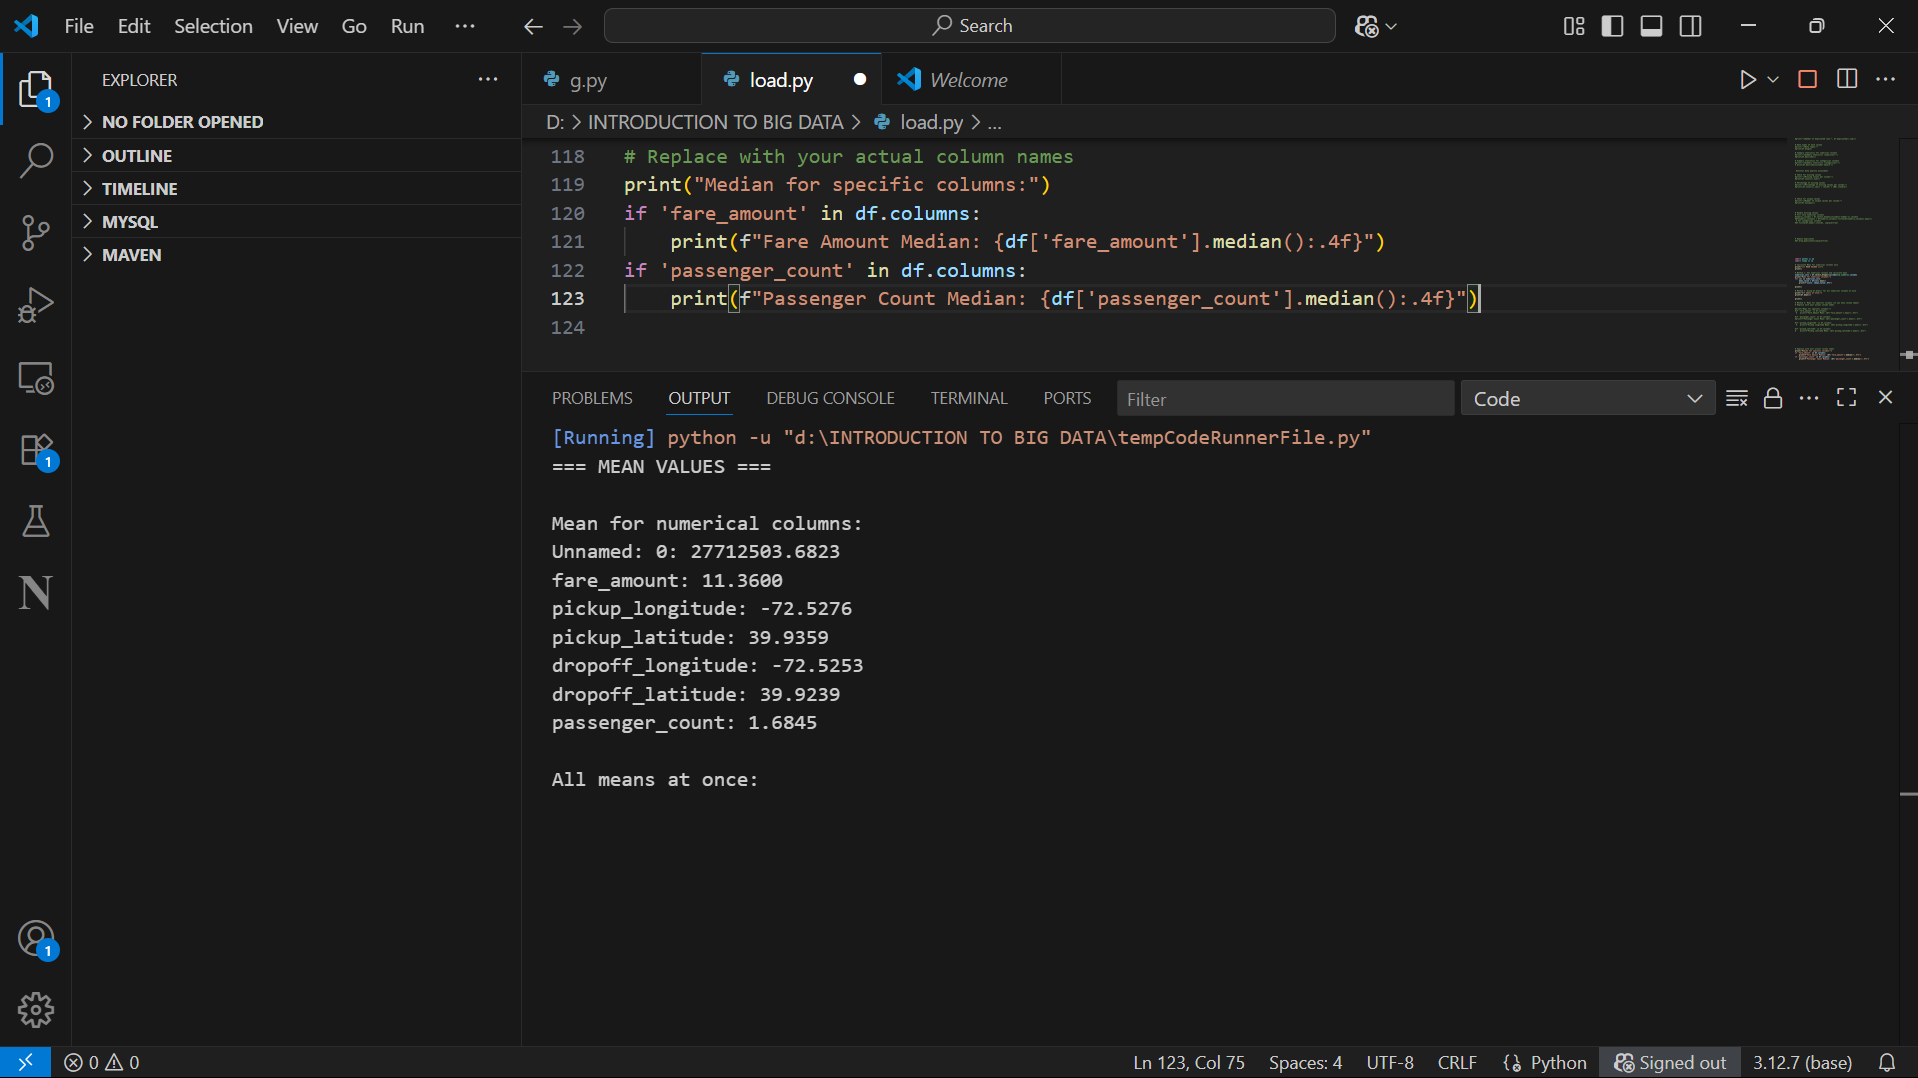 File Edit Selection View Go Run ···
Search
EXPLORER ···
NO FOLDER OPENED
OUTLINE
TIMELINE
MYSQL
MAVEN
1
1
N
1
g.py load.py Welcome
D: > INTRODUCTION TO BIG DATA > load.py > ...
118 # Replace with your actual column names
119 print("Median for specific columns:")
120 if 'fare_amount' in df.columns:
121     print(f"Fare Amount Median: {df['fare_amount'].median():.4f}")
122 if 'passenger_count' in df.columns:
123     print(f"Passenger Count Median: {df['passenger_count'].median():.4f}")
124
PROBLEMS OUTPUT DEBUG CONSOLE TERMINAL PORTS Filter Code
[Running] python -u "d:\INTRODUCTION TO BIG DATA\tempCodeRunnerFile.py"
=== MEAN VALUES ===
Mean for numerical columns:
Unnamed: 0: 27712503.6823
fare_amount: 11.3600
pickup_longitude: -72.5276
pickup_latitude: 39.9359
dropoff_longitude: -72.5253
dropoff_latitude: 39.9239
passenger_count: 1.6845
All means at once:
0 0 Ln 123, Col 75 Spaces: 4 UTF-8 CRLF Python Signed out 3.12.7 (base)